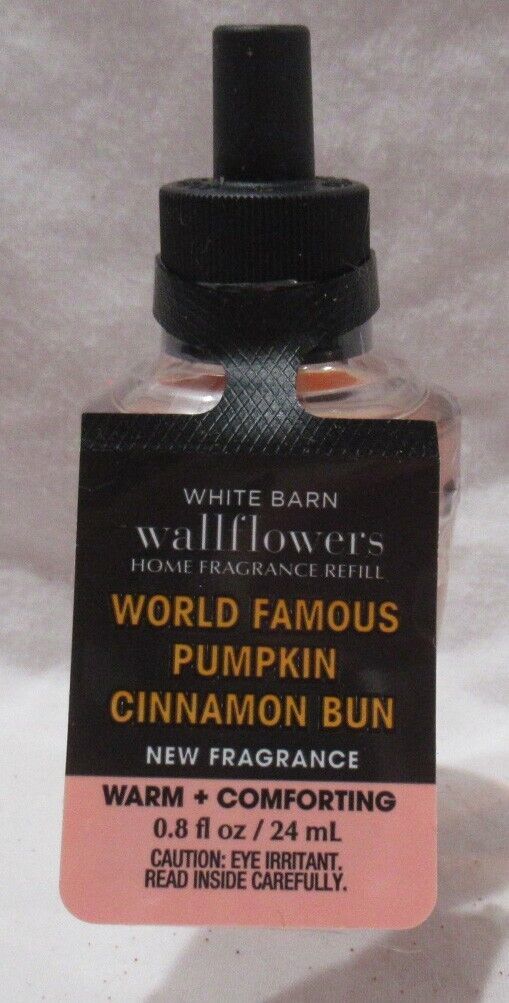 WHITE BARN
wallflowers
HOME FRAGRANCE REFILL
WORLD FAMOUS
PUMPKIN
CINNAMON BUN
NEW FRAGRANCE
WARM + COMFORTING
0.8 fl oz / 24 mL
CAUTION: EYE IRRITANT.
READ INSIDE CAREFULLY.